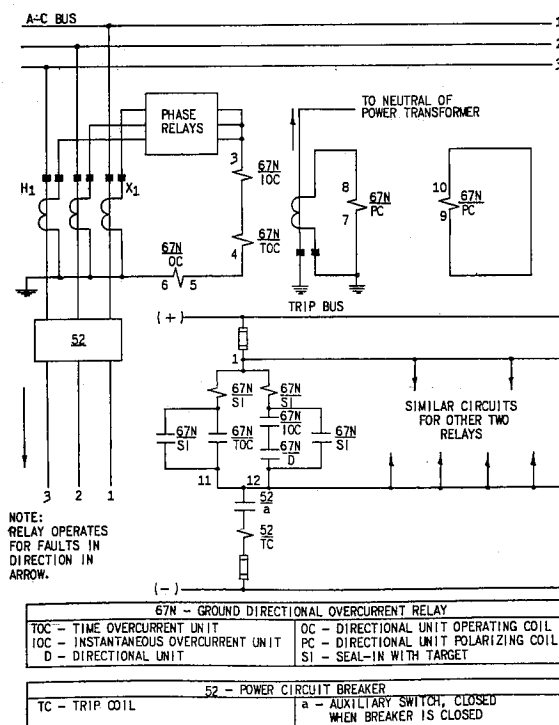 A-C BUS
1
2
3
PHASE
RELAYS
TO NEUTRAL OF
POWER TRANSFORMER
3
67N
IOC
8
67N
PC
7
10
67N
PC
9
H1
X1
67N
TOC
4
67N
OC
6 5
TRIP BUS
(+)
52
1
67N
SI
67N
SI
67N
SI
67N
TOC
67N
IOC
67N
D
67N
SI
SIMILAR CIRCUITS
FOR OTHER TWO
RELAYS
11
12
52
a
52
TC
3 2 1
NOTE:
RELAY OPERATES
FOR FAULTS IN
DIRECTION IN
ARROW.
(-)
67N - GROUND DIRECTIONAL OVERCURRENT RELAY
TOC - TIME OVERCURRENT UNIT
IOC - INSTANTANEOUS OVERCURRENT UNIT
D - DIRECTIONAL UNIT
OC - DIRECTIONAL UNIT OPERATING COIL
PC - DIRECTIONAL UNIT POLARIZING COIL
SI - SEAL-IN WITH TARGET
52 - POWER CIRCUIT BREAKER
TC - TRIP COIL
a - AUXILIARY SWITCH, CLOSED
WHEN BREAKER IS CLOSED